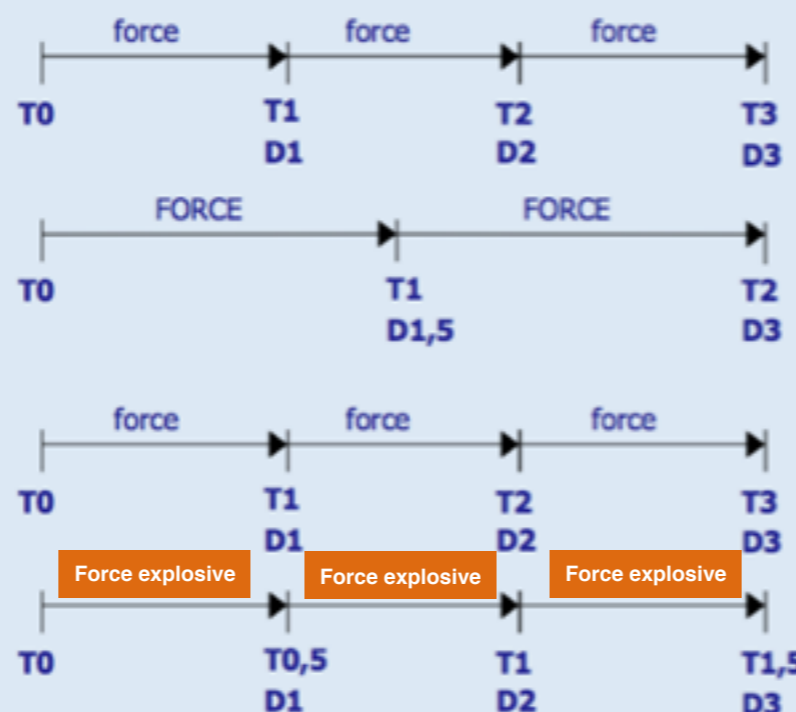 force force force
T0 T1 T2 T3
D1 D2 D3
FORCE FORCE
T0 T1 T2
D1,5 D3
force force force
T0 T1 T2 T3
D1 D2 D3
Force explosive Force explosive Force explosive
T0 T0,5 T1 T1,5
D1 D2 D3